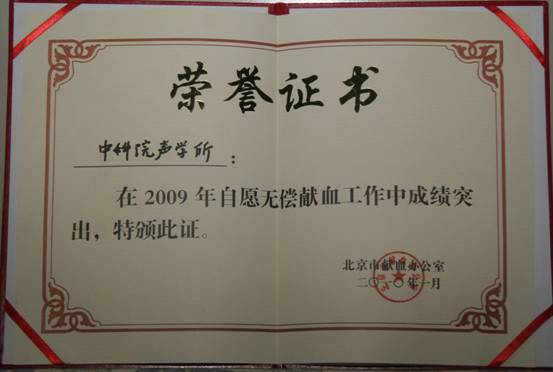 荣誉证书
中科院声学所：
在2009年自愿无偿献血工作中成绩突
出，特颁此证。
北京市献血办公室
二〇一〇年一月